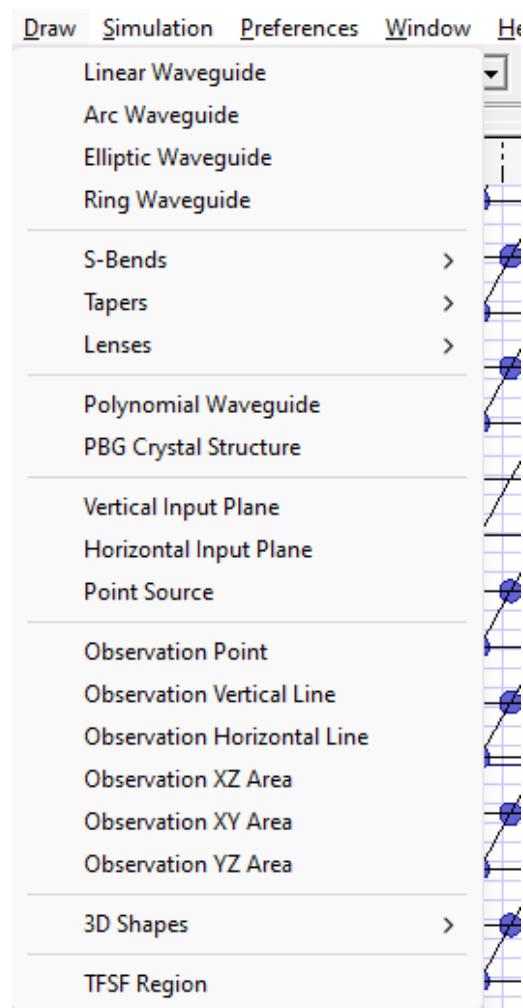 Draw Simulation Preferences Window He
Linear Waveguide
Arc Waveguide
Elliptic Waveguide
Ring Waveguide
S-Bends
Tapers
Lenses
Polynomial Waveguide
PBG Crystal Structure
Vertical Input Plane
Horizontal Input Plane
Point Source
Observation Point
Observation Vertical Line
Observation Horizontal Line
Observation XZ Area
Observation XY Area
Observation YZ Area
3D Shapes
TFSF Region